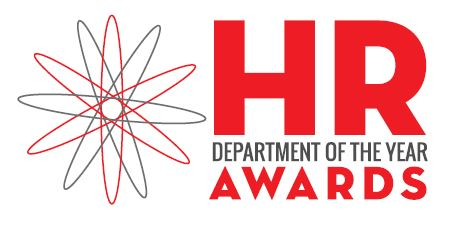 HR
DEPARTMENT OF THE YEAR
AWARDS